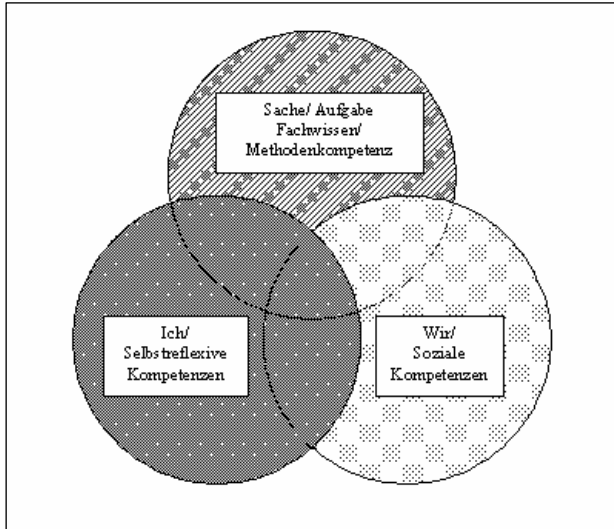 Sache/ Aufgabe
Fachwissen/
Methodenkompetenz
Ich/
Selbstreflexive
Kompetenzen
Wir/
Soziale
Kompetenzen